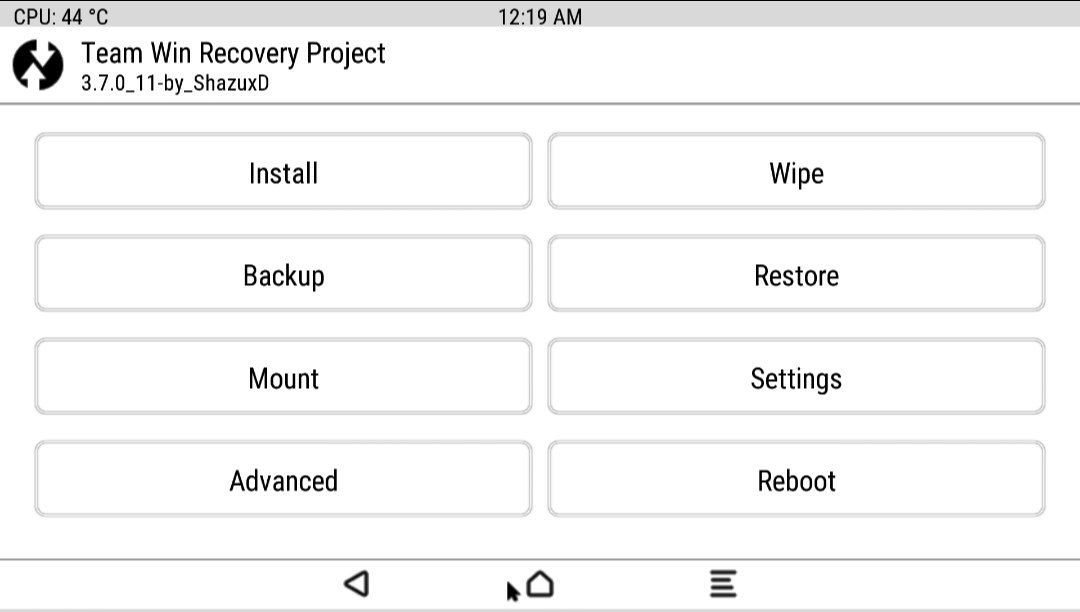 CPU: 44 °C 12:19 AM
Team Win Recovery Project
3.7.0_11-by_ShazuxD
Install Wipe
Backup Restore
Mount Settings
Advanced Reboot